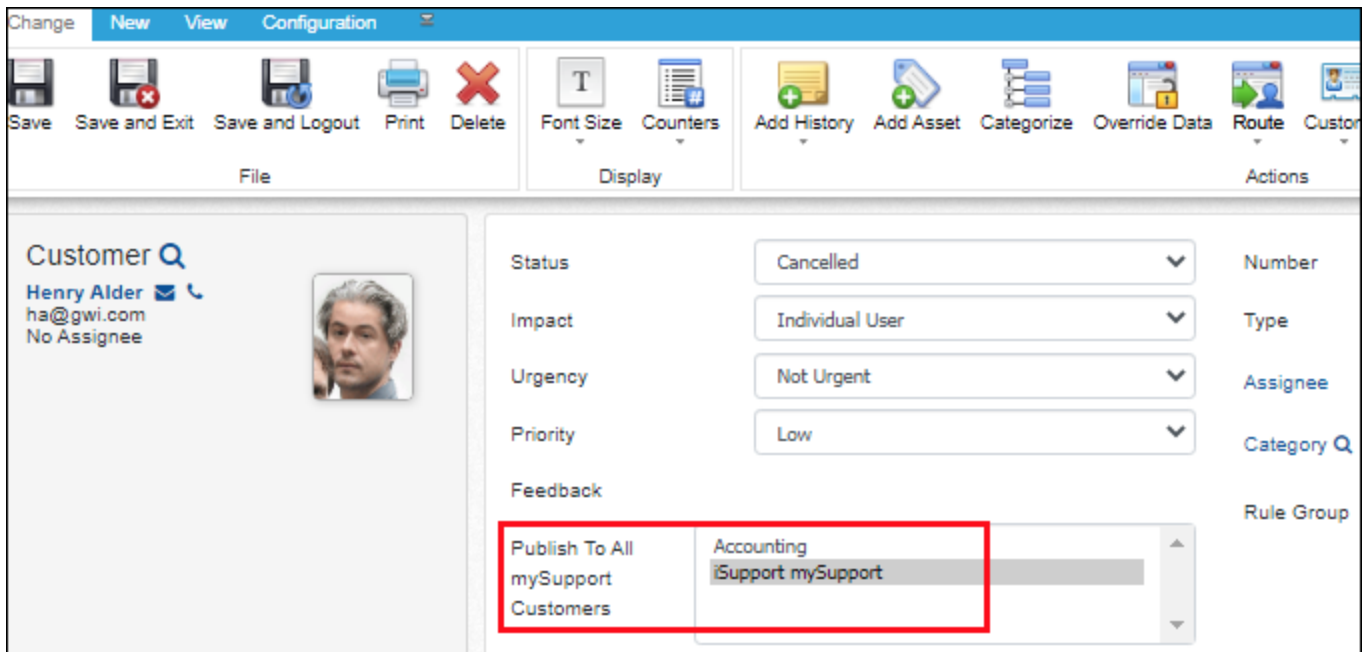 Change New View Configuration
Save Save and Exit Save and Logout Print Delete Font Size Counters Add History Add Asset Categorize Override Data Route
File Display Actions
Customer
Henry Alder
ha@gwi.com
No Assignee
Status Cancelled Number
Impact Individual User Type
Urgency Not Urgent Assignee
Priority Low Category
Feedback
Rule Group
Publish To All
mySupport
Customers
Accounting
iSupport mySupport